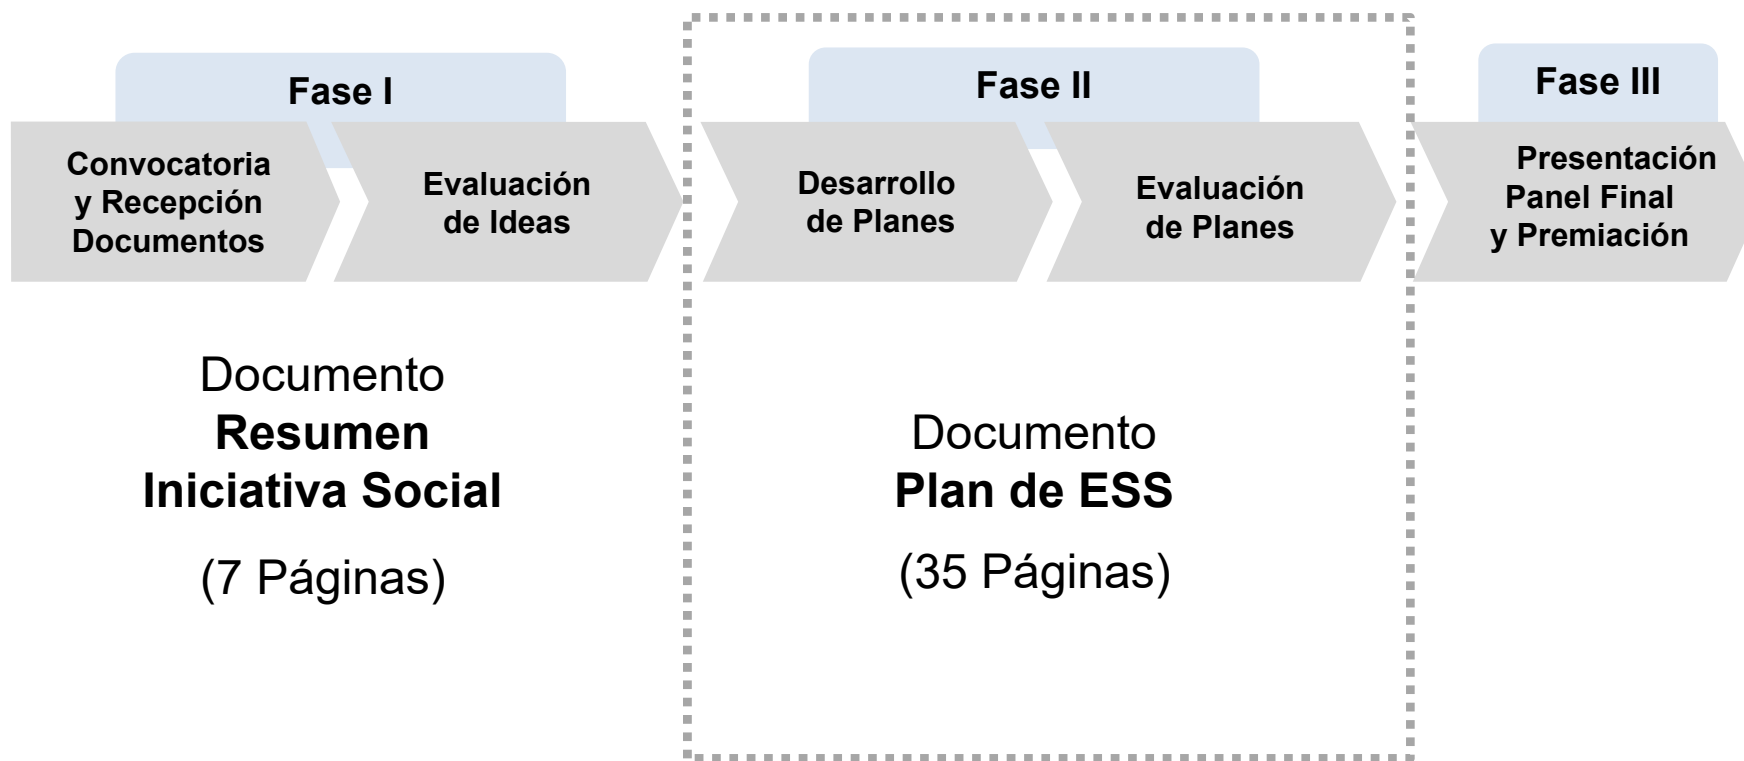 Fase I
Fase II
Fase III
Convocatoria
y Recepción
Documentos
Evaluación
de Ideas
Desarrollo
de Planes
Evaluación
de Planes
Presentación
Panel Final
y Premiación
Documento
Resumen
Iniciativa Social
(7 Páginas)
Documento
Plan de ESS
(35 Páginas)